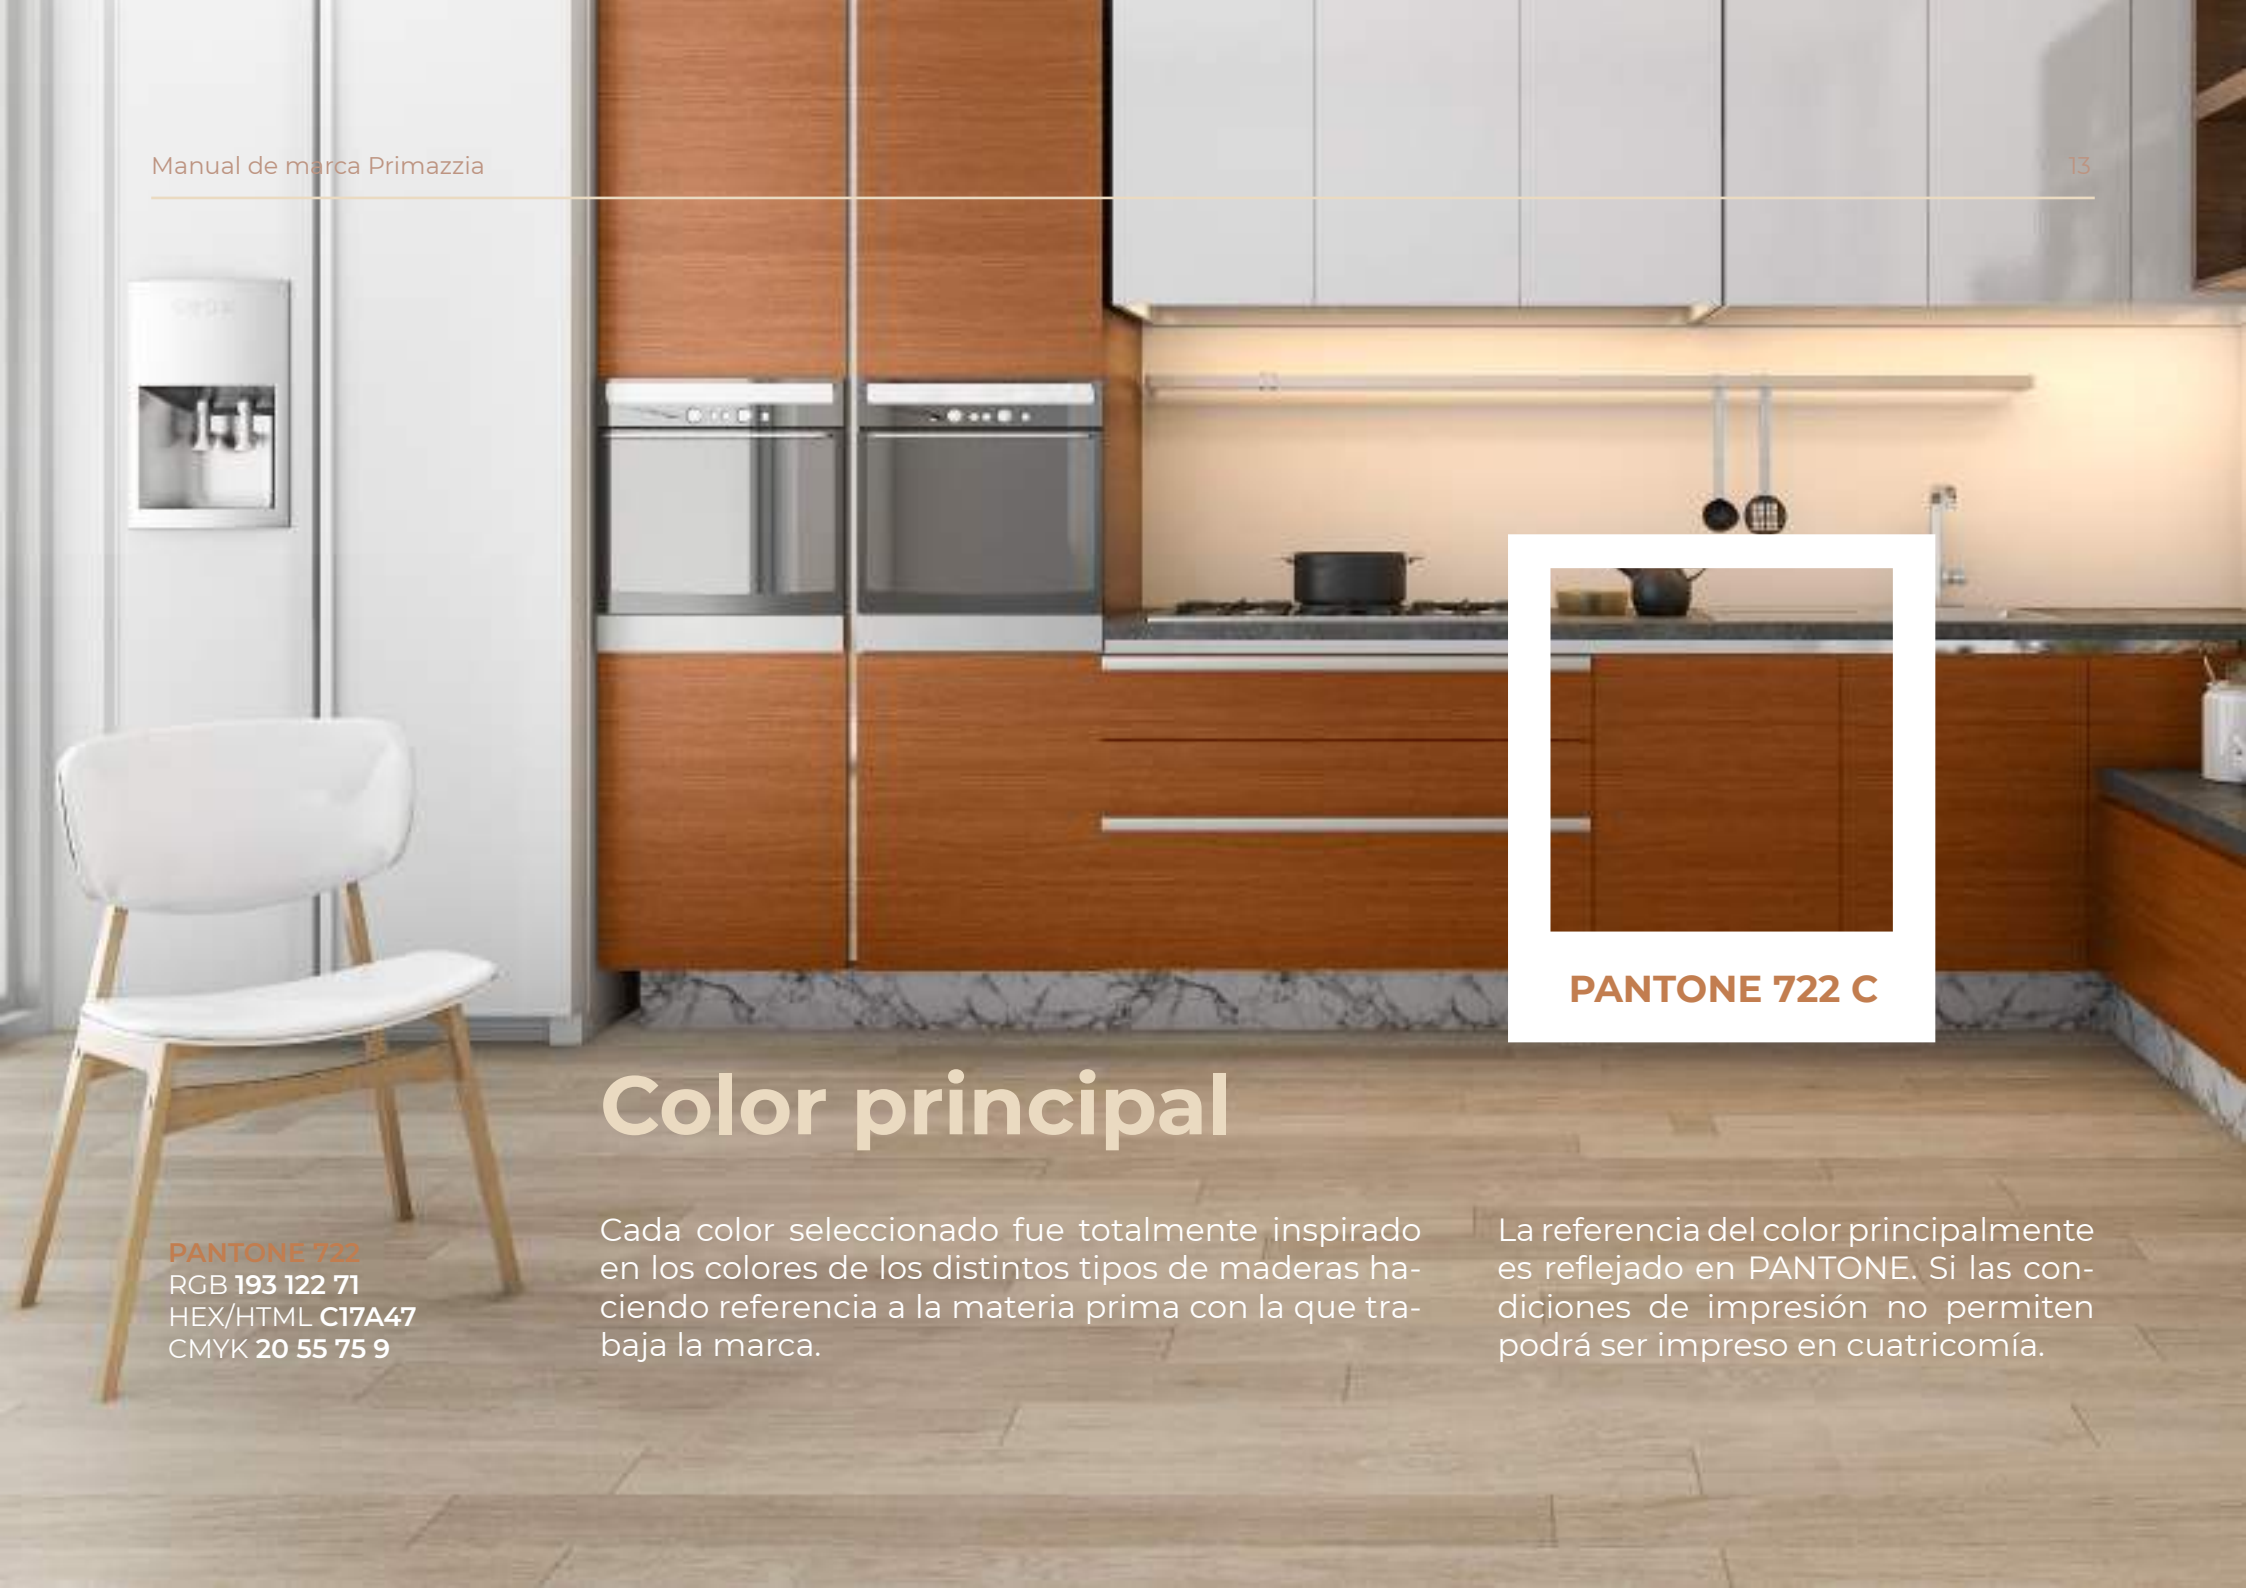 Manual de marca Primazzia
13
PANTONE 722 C
Color principal
PANTONE 722
RGB 193 122 71
HEX/HTML C17A47
CMYK 20 55 75 9
Cada color seleccionado fue totalmente inspirado
en los colores de los distintos tipos de maderas ha-
ciendo referencia a la materia prima con la que tra-
baja la marca.
La referencia del color principalmente
es reflejado en PANTONE. Si las con-
diciones de impresión no permiten
podrá ser impreso en cuatricomía.